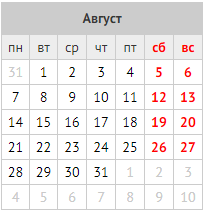 Август
пн вт ср чт пт сб вс
31 1 2 3 4 5 6
7 8 9 10 11 12 13
14 15 16 17 18 19 20
21 22 23 24 25 26 27
28 29 30 31 1 2 3
4 5 6 7 8 9 10